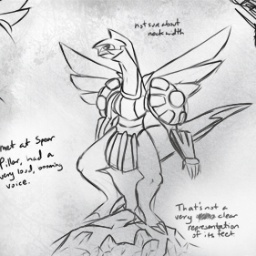 not sure about
neck width
met at Spear
Pillar, had a
very loud, booming
voice.
That's not a
very clear
representation
of its feet